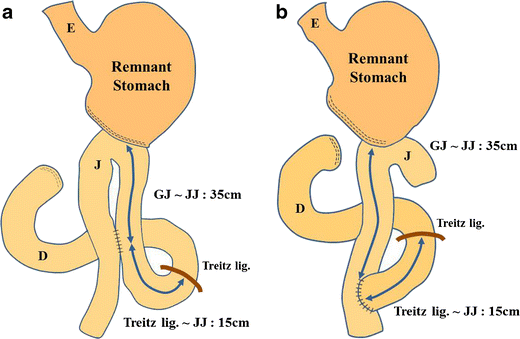 a
E
Remnant
Stomach
J
GJ ~ JJ : 35cm
D
Treitz lig.
Treitz lig. ~ JJ : 15cm
b
E
Remnant
Stomach
GJ ~ JJ : 35cm
J
D
Treitz lig.
Treitz lig. ~ JJ : 15cm